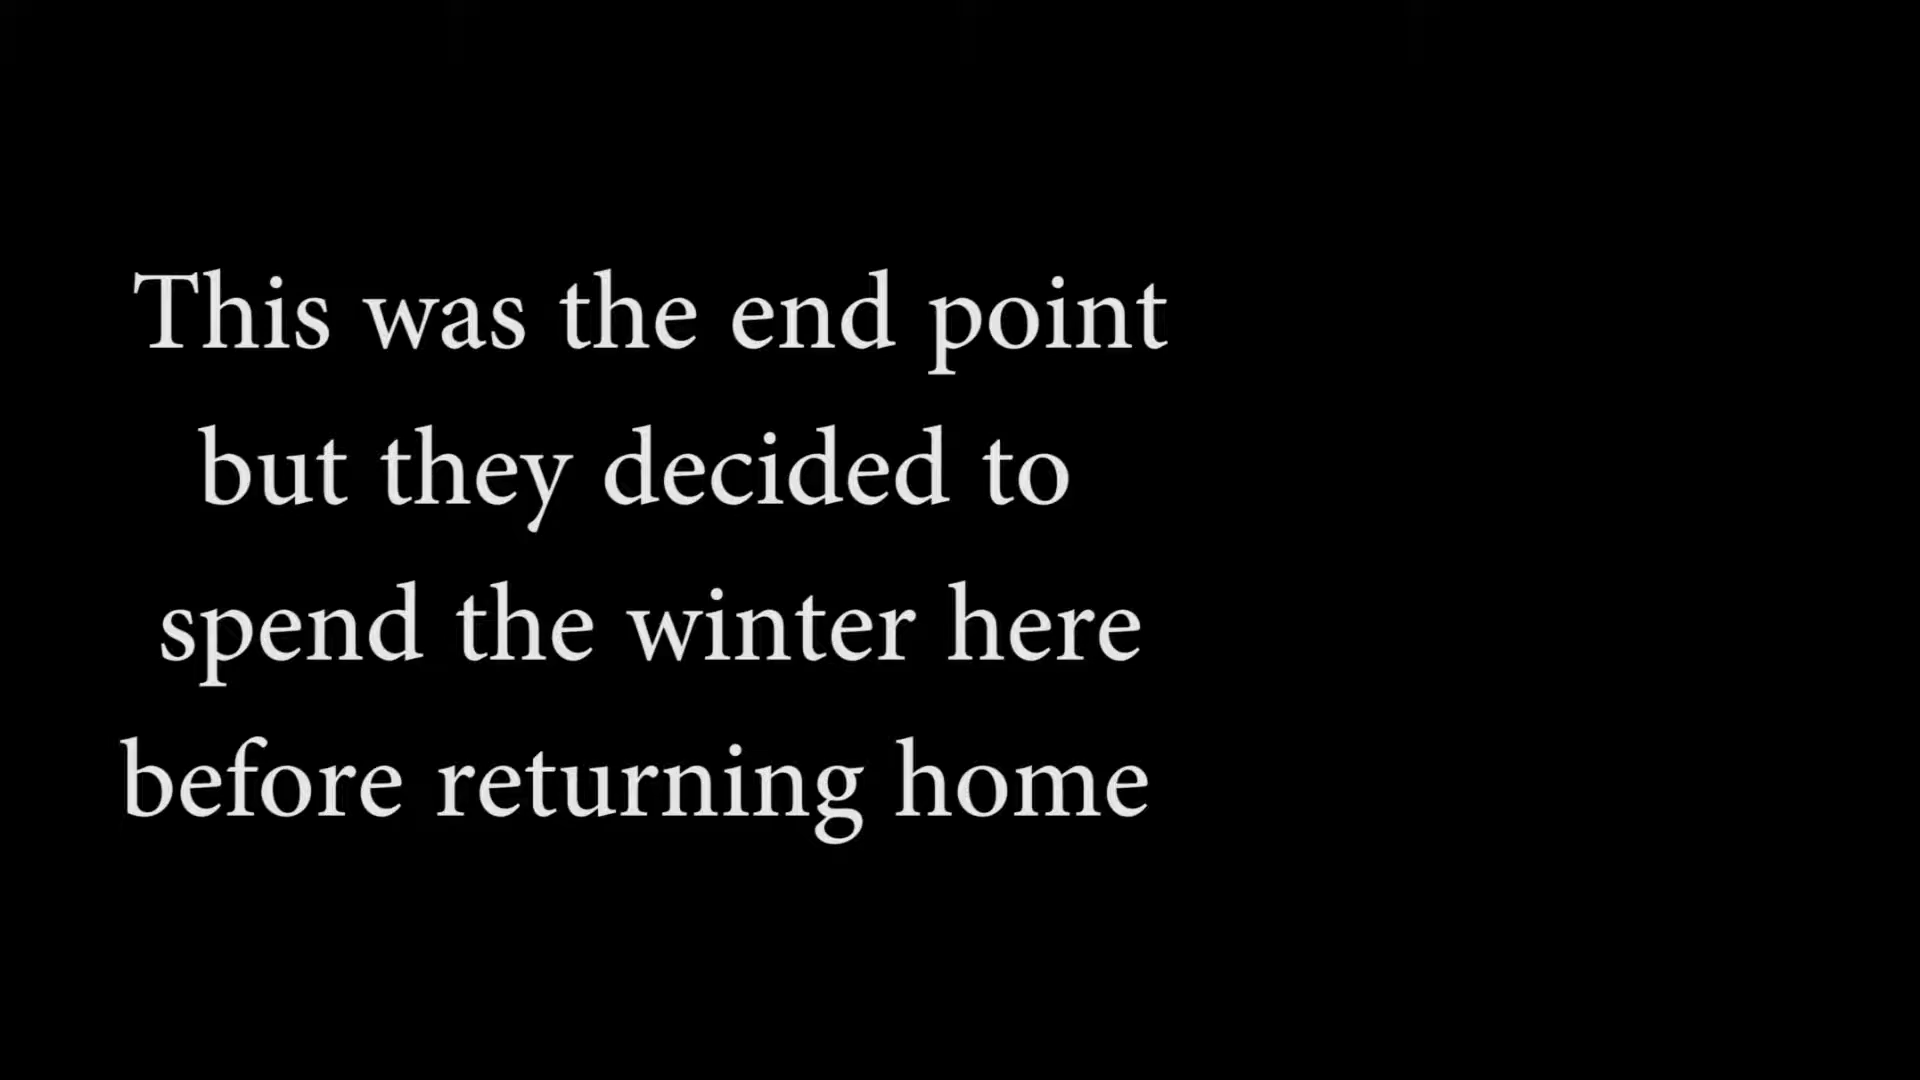 This was the end point
but they decided to
spend the winter here
before returning home